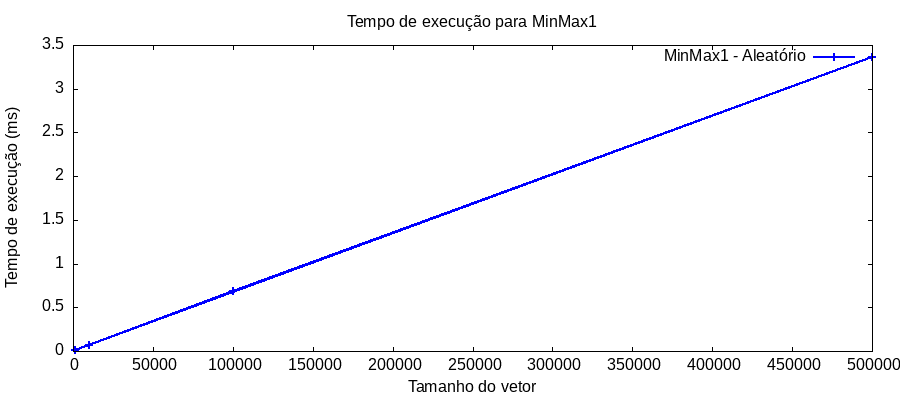 Tempo de execução para MinMax1
MinMax1 - Aleatório
Tempo de execução (ms)
3.5
3
2.5
2
1.5
1
0.5
0
0 50000 100000 150000 200000 250000 300000 350000 400000 450000 500000
Tamanho do vetor